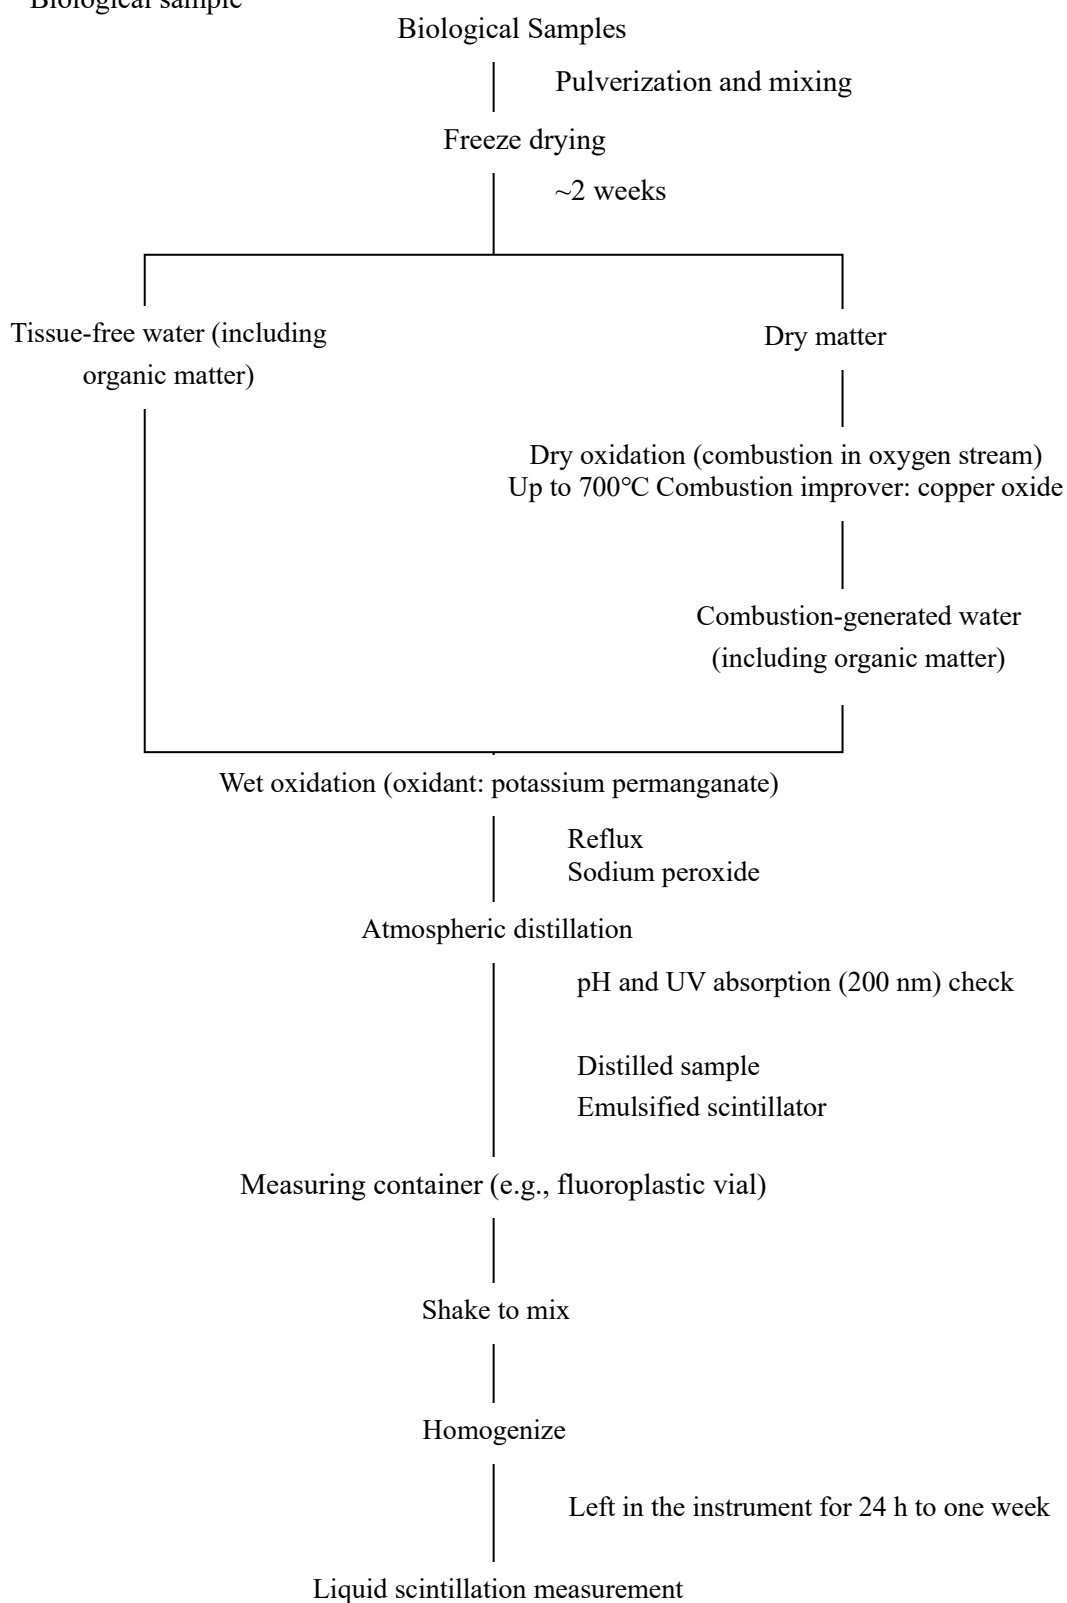 Biological sample
Biological Samples
Pulverization and mixing
Freeze drying
~2 weeks
Tissue-free water (including
organic matter)
Dry matter
Dry oxidation (combustion in oxygen stream)
Up to 700℃ Combustion improver: copper oxide
Combustion-generated water
(including organic matter)
Wet oxidation (oxidant: potassium permanganate)
Reflux
Sodium peroxide
Atmospheric distillation
pH and UV absorption (200 nm) check
Distilled sample
Emulsified scintillator
Measuring container (e.g., fluoroplastic vial)
Shake to mix
Homogenize
Left in the instrument for 24 h to one week
Liquid scintillation measurement